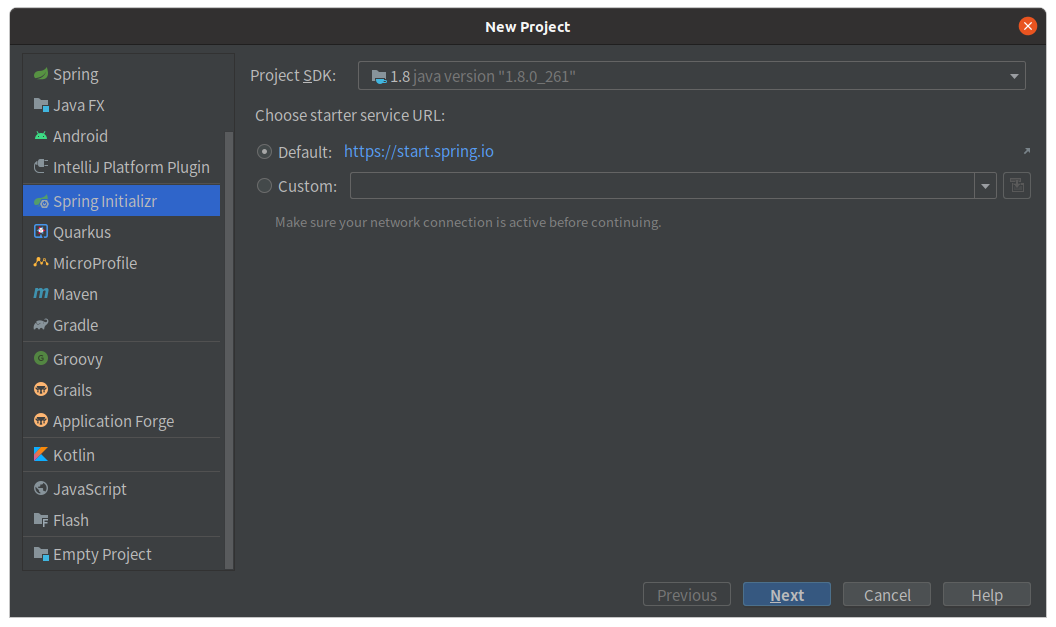 New Project
Spring
Java FX
Android
IntelliJ Platform Plugin
Spring Initializr
Quarkus
MicroProfile
Maven
Gradle
Groovy
Grails
Application Forge
Kotlin
JavaScript
Flash
Empty Project
Project SDK: 1.8 java version "1.8.0_261"
Choose starter service URL:
Default: https://start.spring.io
Custom:
Make sure your network connection is active before continuing.
Previous Next Cancel Help